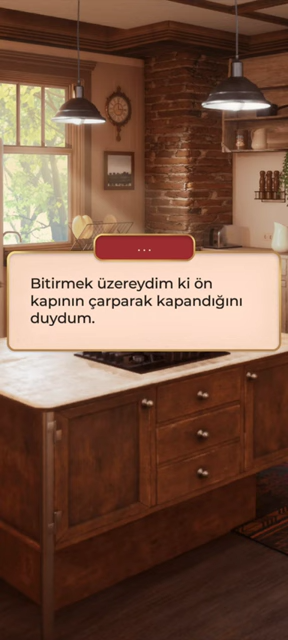 ...
Bitirmek üzereydim ki ön
kapının çarparak kapandığını
duydum.